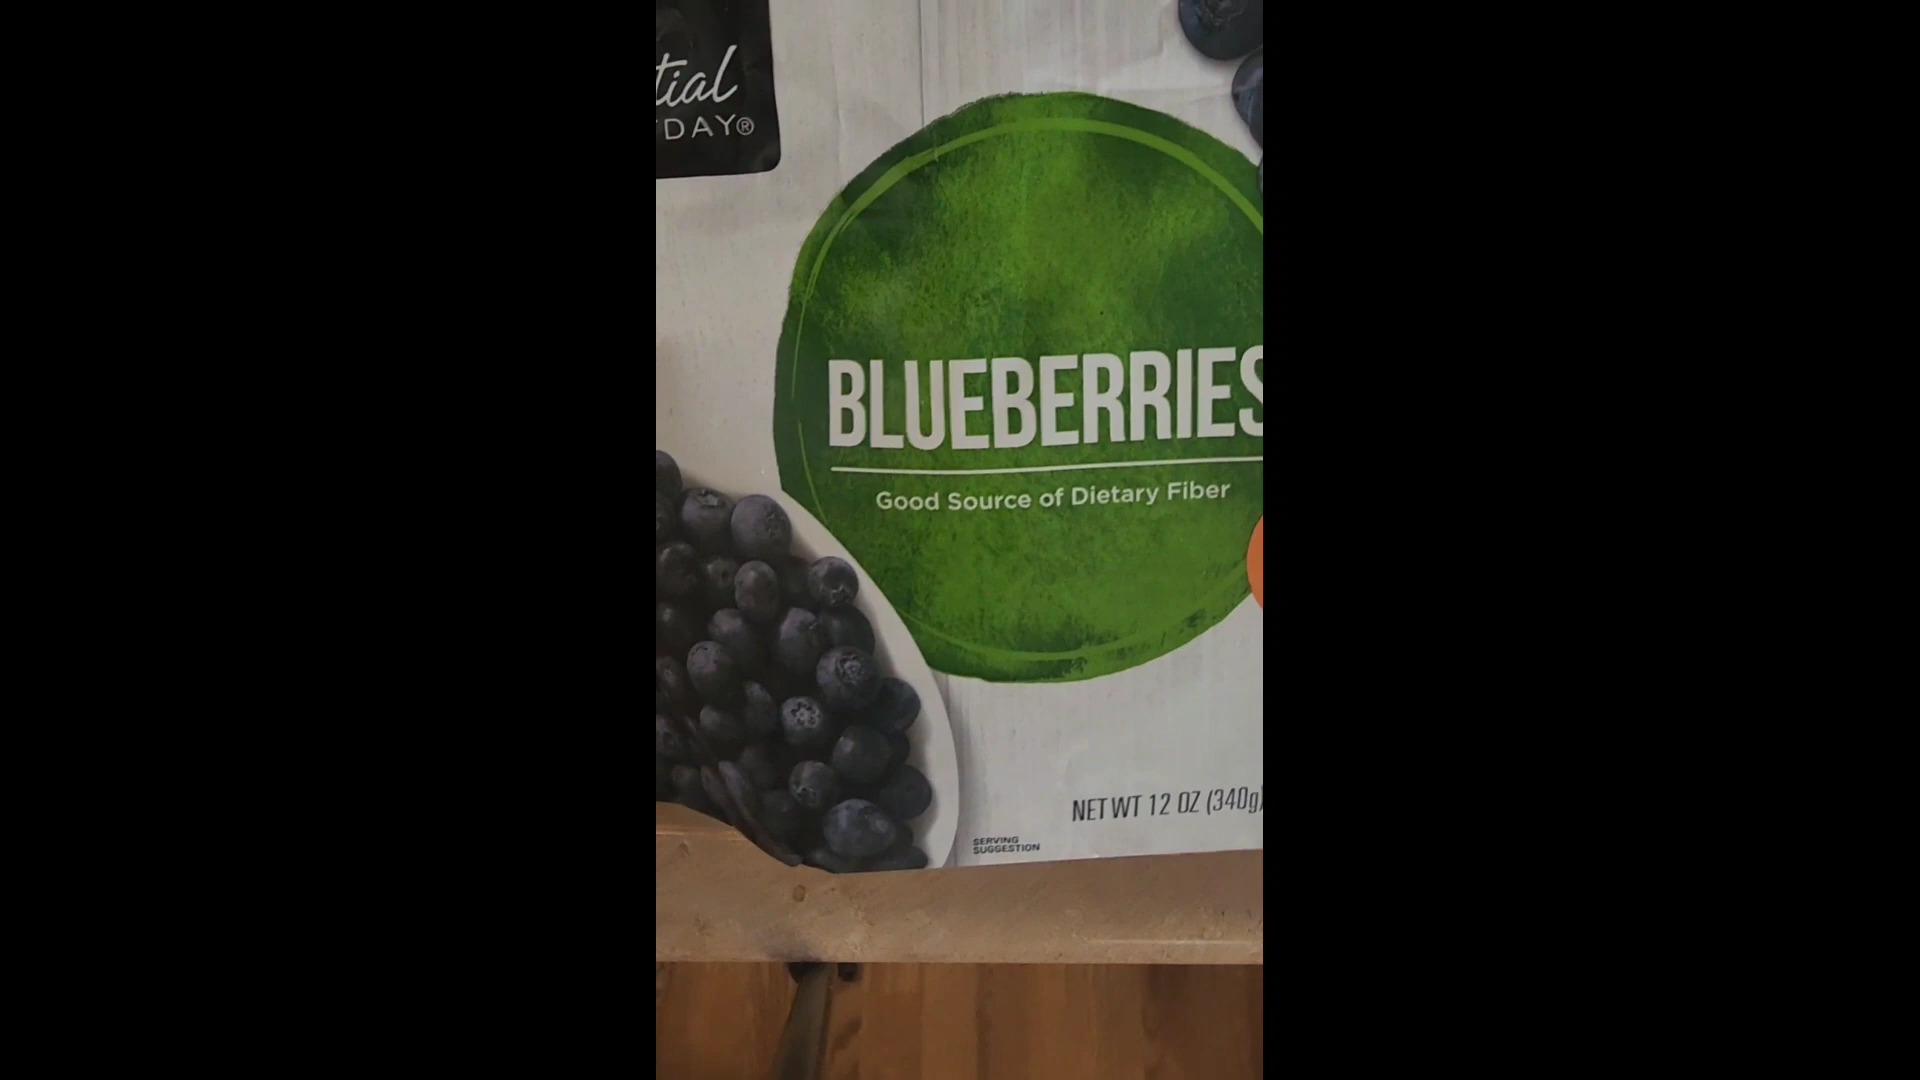 tial
DAY®
BLUEBERRIES
Good Source of Dietary Fiber
NET WT 12 OZ (340g)
SERVING
SUGGESTION